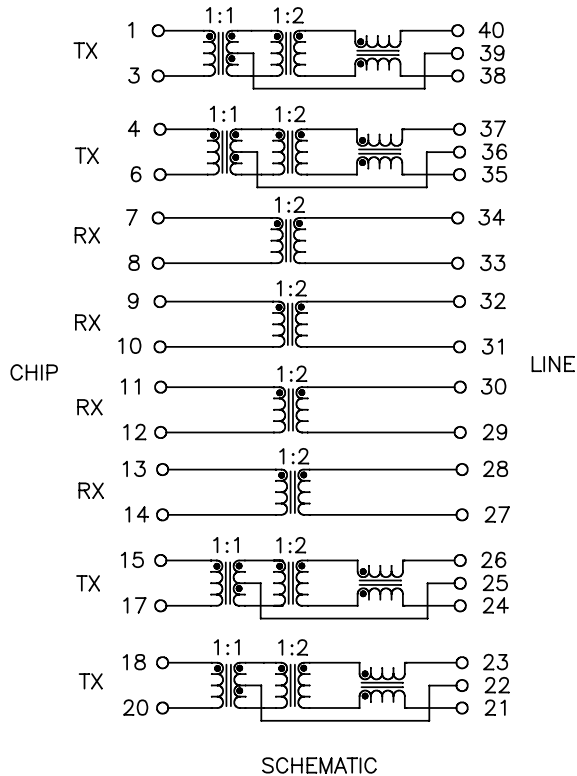 1:1 1:2
1 40
TX 39
3 38
1:1 1:2
4 37
TX 36
6 35
1:2
7 34
RX
8 33
1:2
9 32
RX
10 31
CHIP LINE
1:2
11 30
RX
12 29
1:2
13 28
RX
14 27
1:1 1:2
15 26
TX 25
17 24
1:1 1:2
18 23
TX 22
20 21
SCHEMATIC